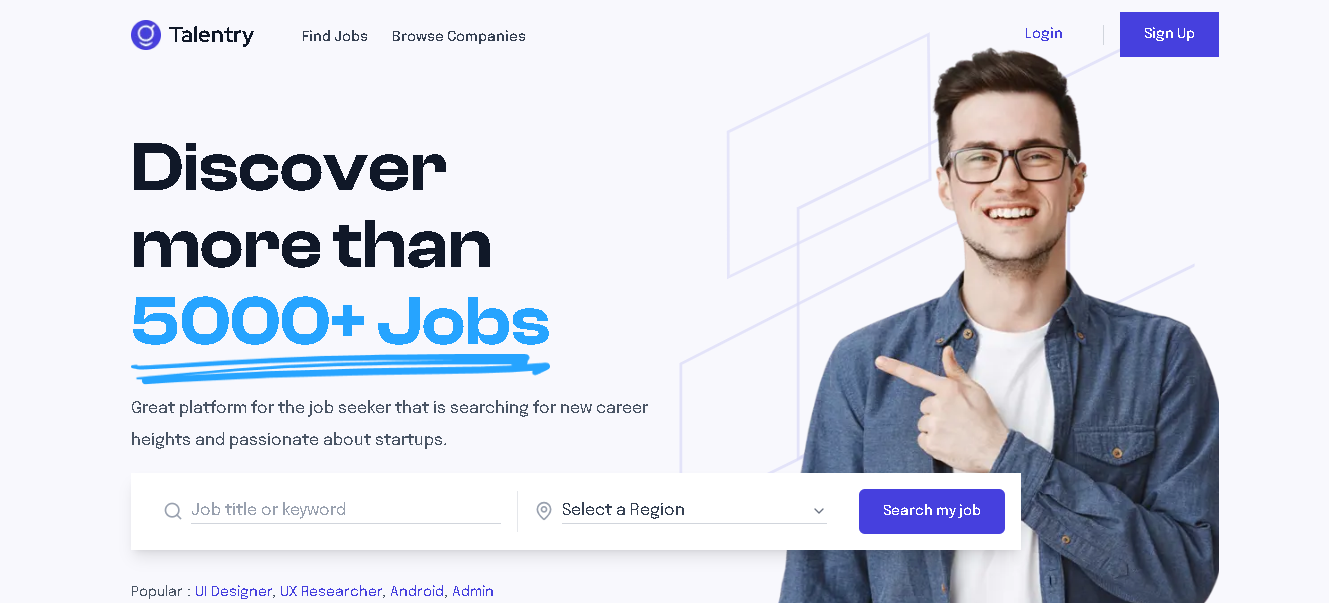 Talentry
Find Jobs
Browse Companies
Login
Sign Up
Discover
more than
5000+ Jobs
Great platform for the job seeker that is searching for new career
heights and passionate about startups.
Job title or keyword
Select a Region
Search my job
Popular : UI Designer, UX Researcher, Android, Admin